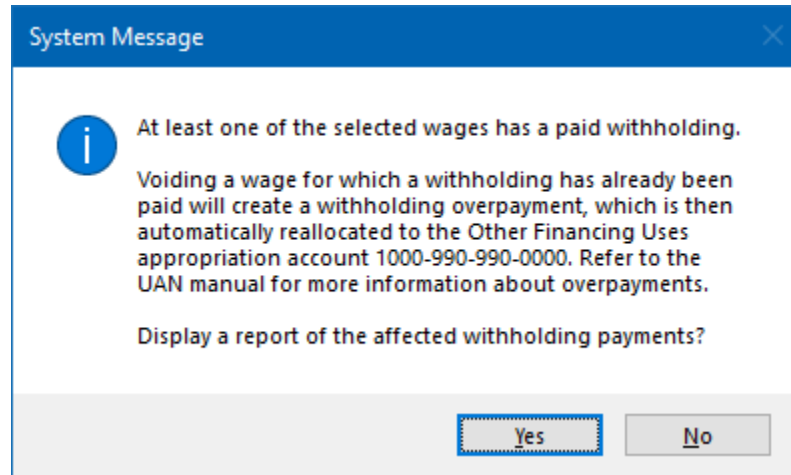 System Message
At least one of the selected wages has a paid withholding.
Voiding a wage for which a withholding has already been
paid will create a withholding overpayment, which is then
automatically reallocated to the Other Financing Uses
appropriation account 1000-990-990-0000. Refer to the
UAN manual for more information about overpayments.
Display a report of the affected withholding payments?
Yes
No